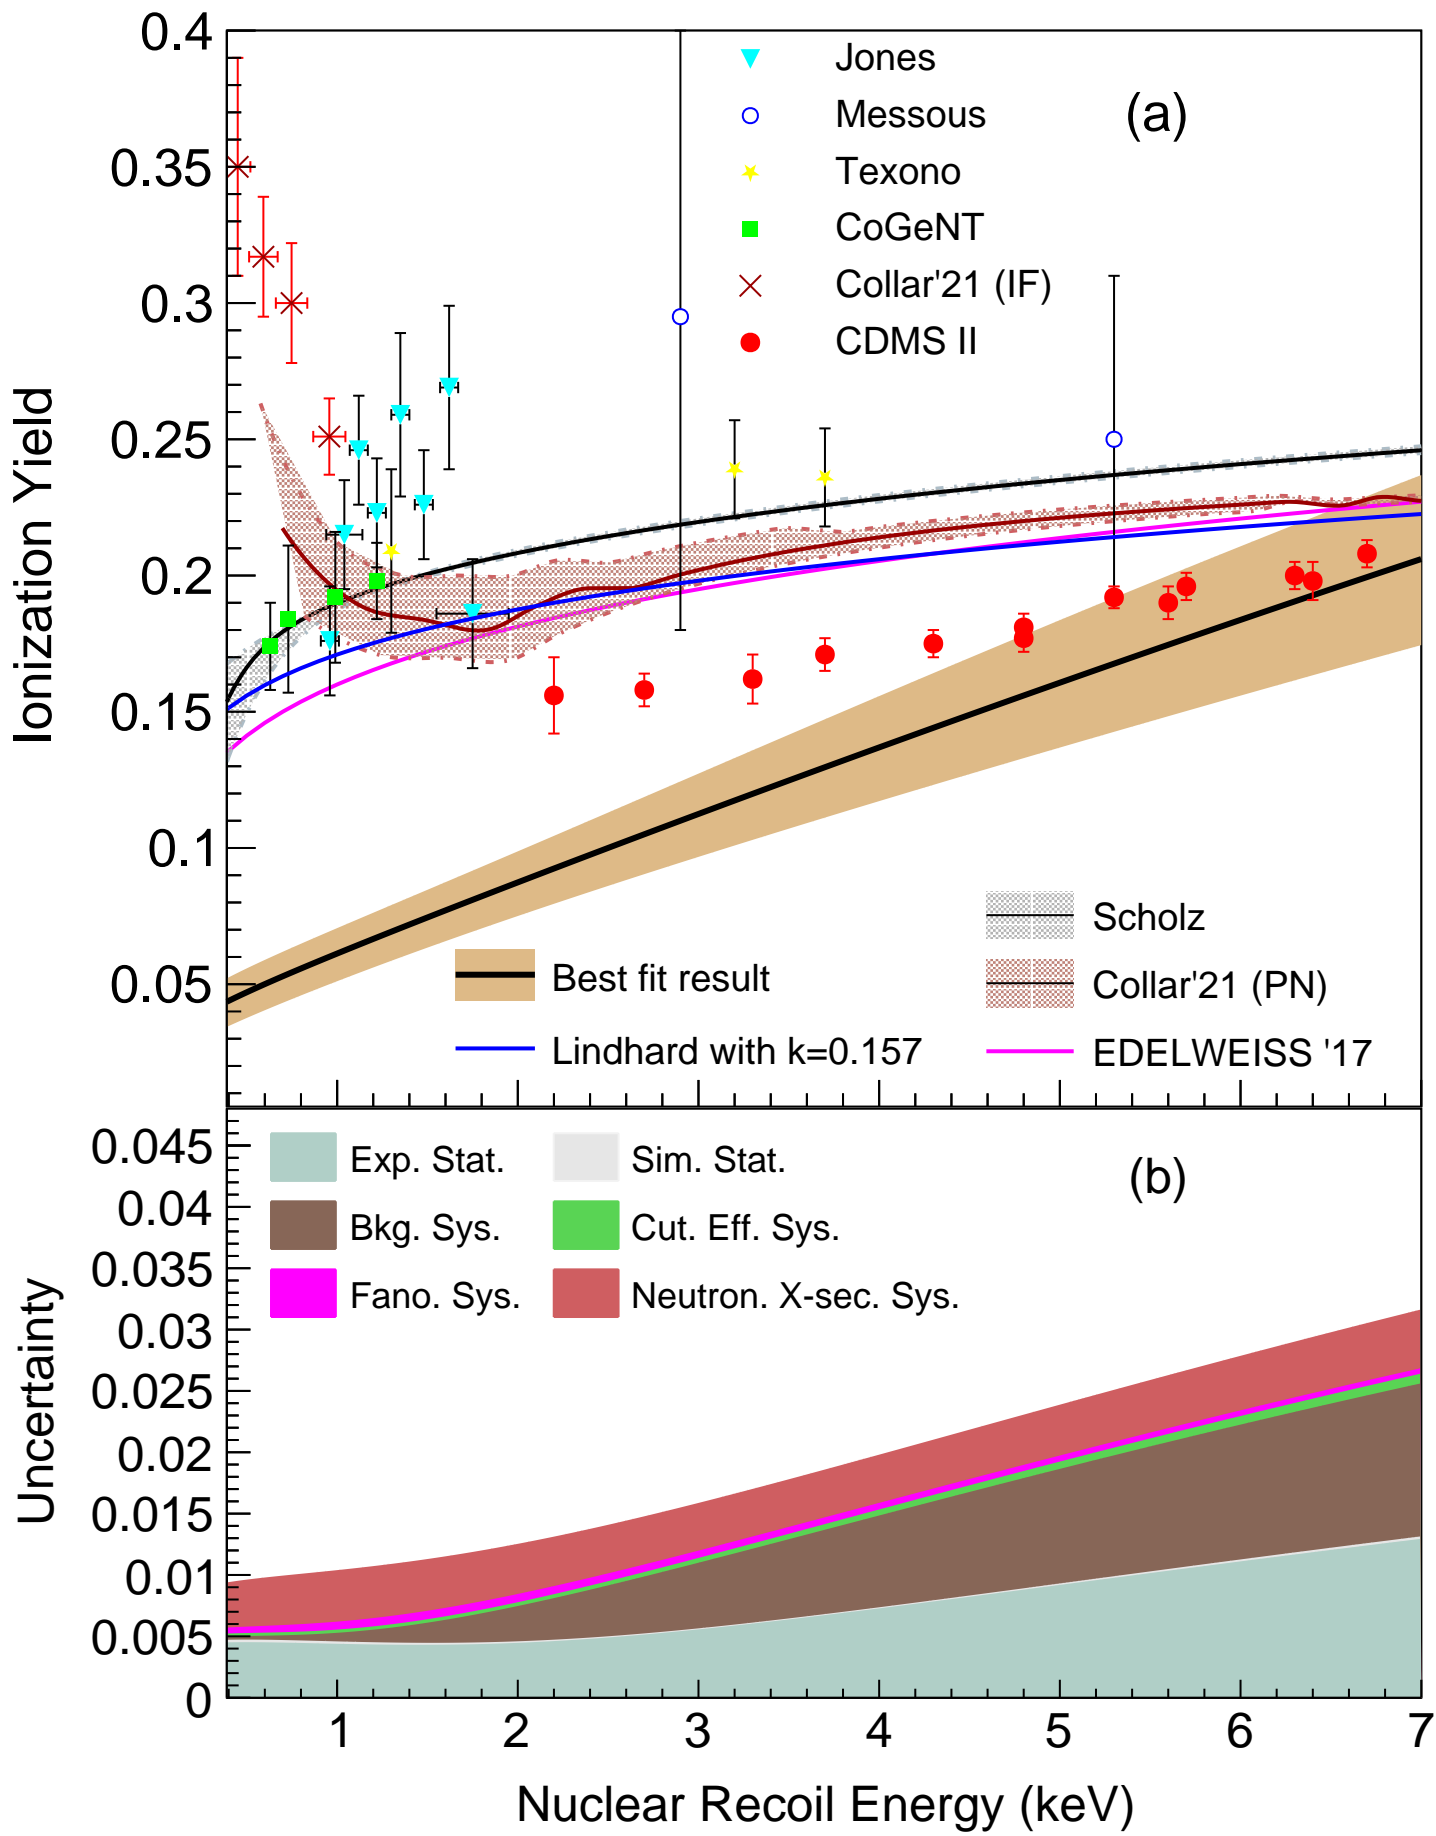 0.4
0.35
0.3
0.25
0.2
0.15
0.1
0.05
Ionization Yield
Jones
Messous
Texono
CoGeNT
Collar'21 (IF)
CDMS II
(a)
Best fit result
Lindhard with k=0.157
Scholz
Collar'21 (PN)
EDELWEISS '17
0.045
0.04
0.035
0.03
0.025
0.02
0.015
0.01
0.005
0
Uncertainty
Exp. Stat.
Sim. Stat.
Bkg. Sys.
Cut. Eff. Sys.
Fano. Sys.
Neutron. X-sec. Sys.
(b)
1 2 3 4 5 6 7
Nuclear Recoil Energy (keV)